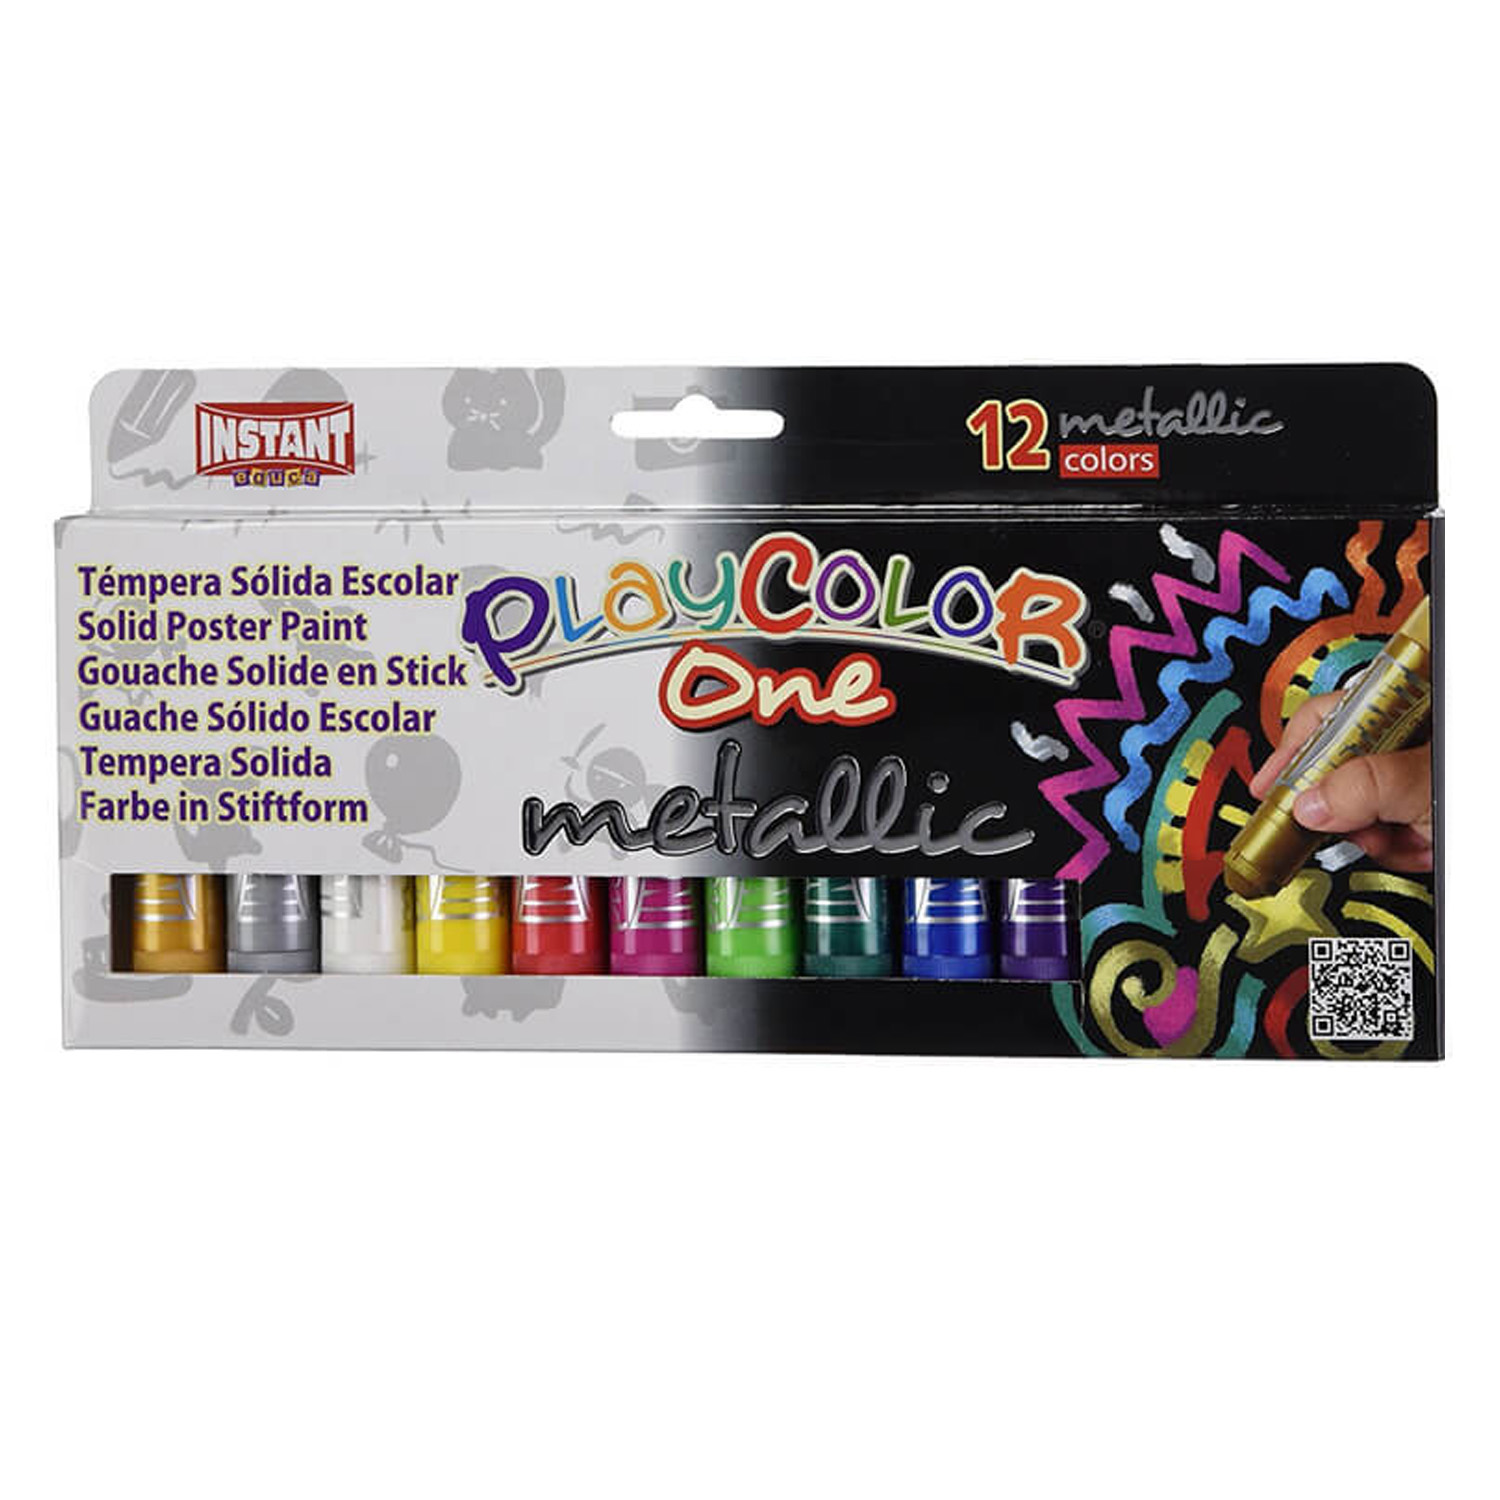 INSTANT
educa
12 metallic
colors
Témpera Sólida Escolar
Solid Poster Paint
Gouache Solide en Stick
Guache Sólido Escolar
Tempera Solida
Farbe in Stiftform
PLAYCOLOR®
One
metallic